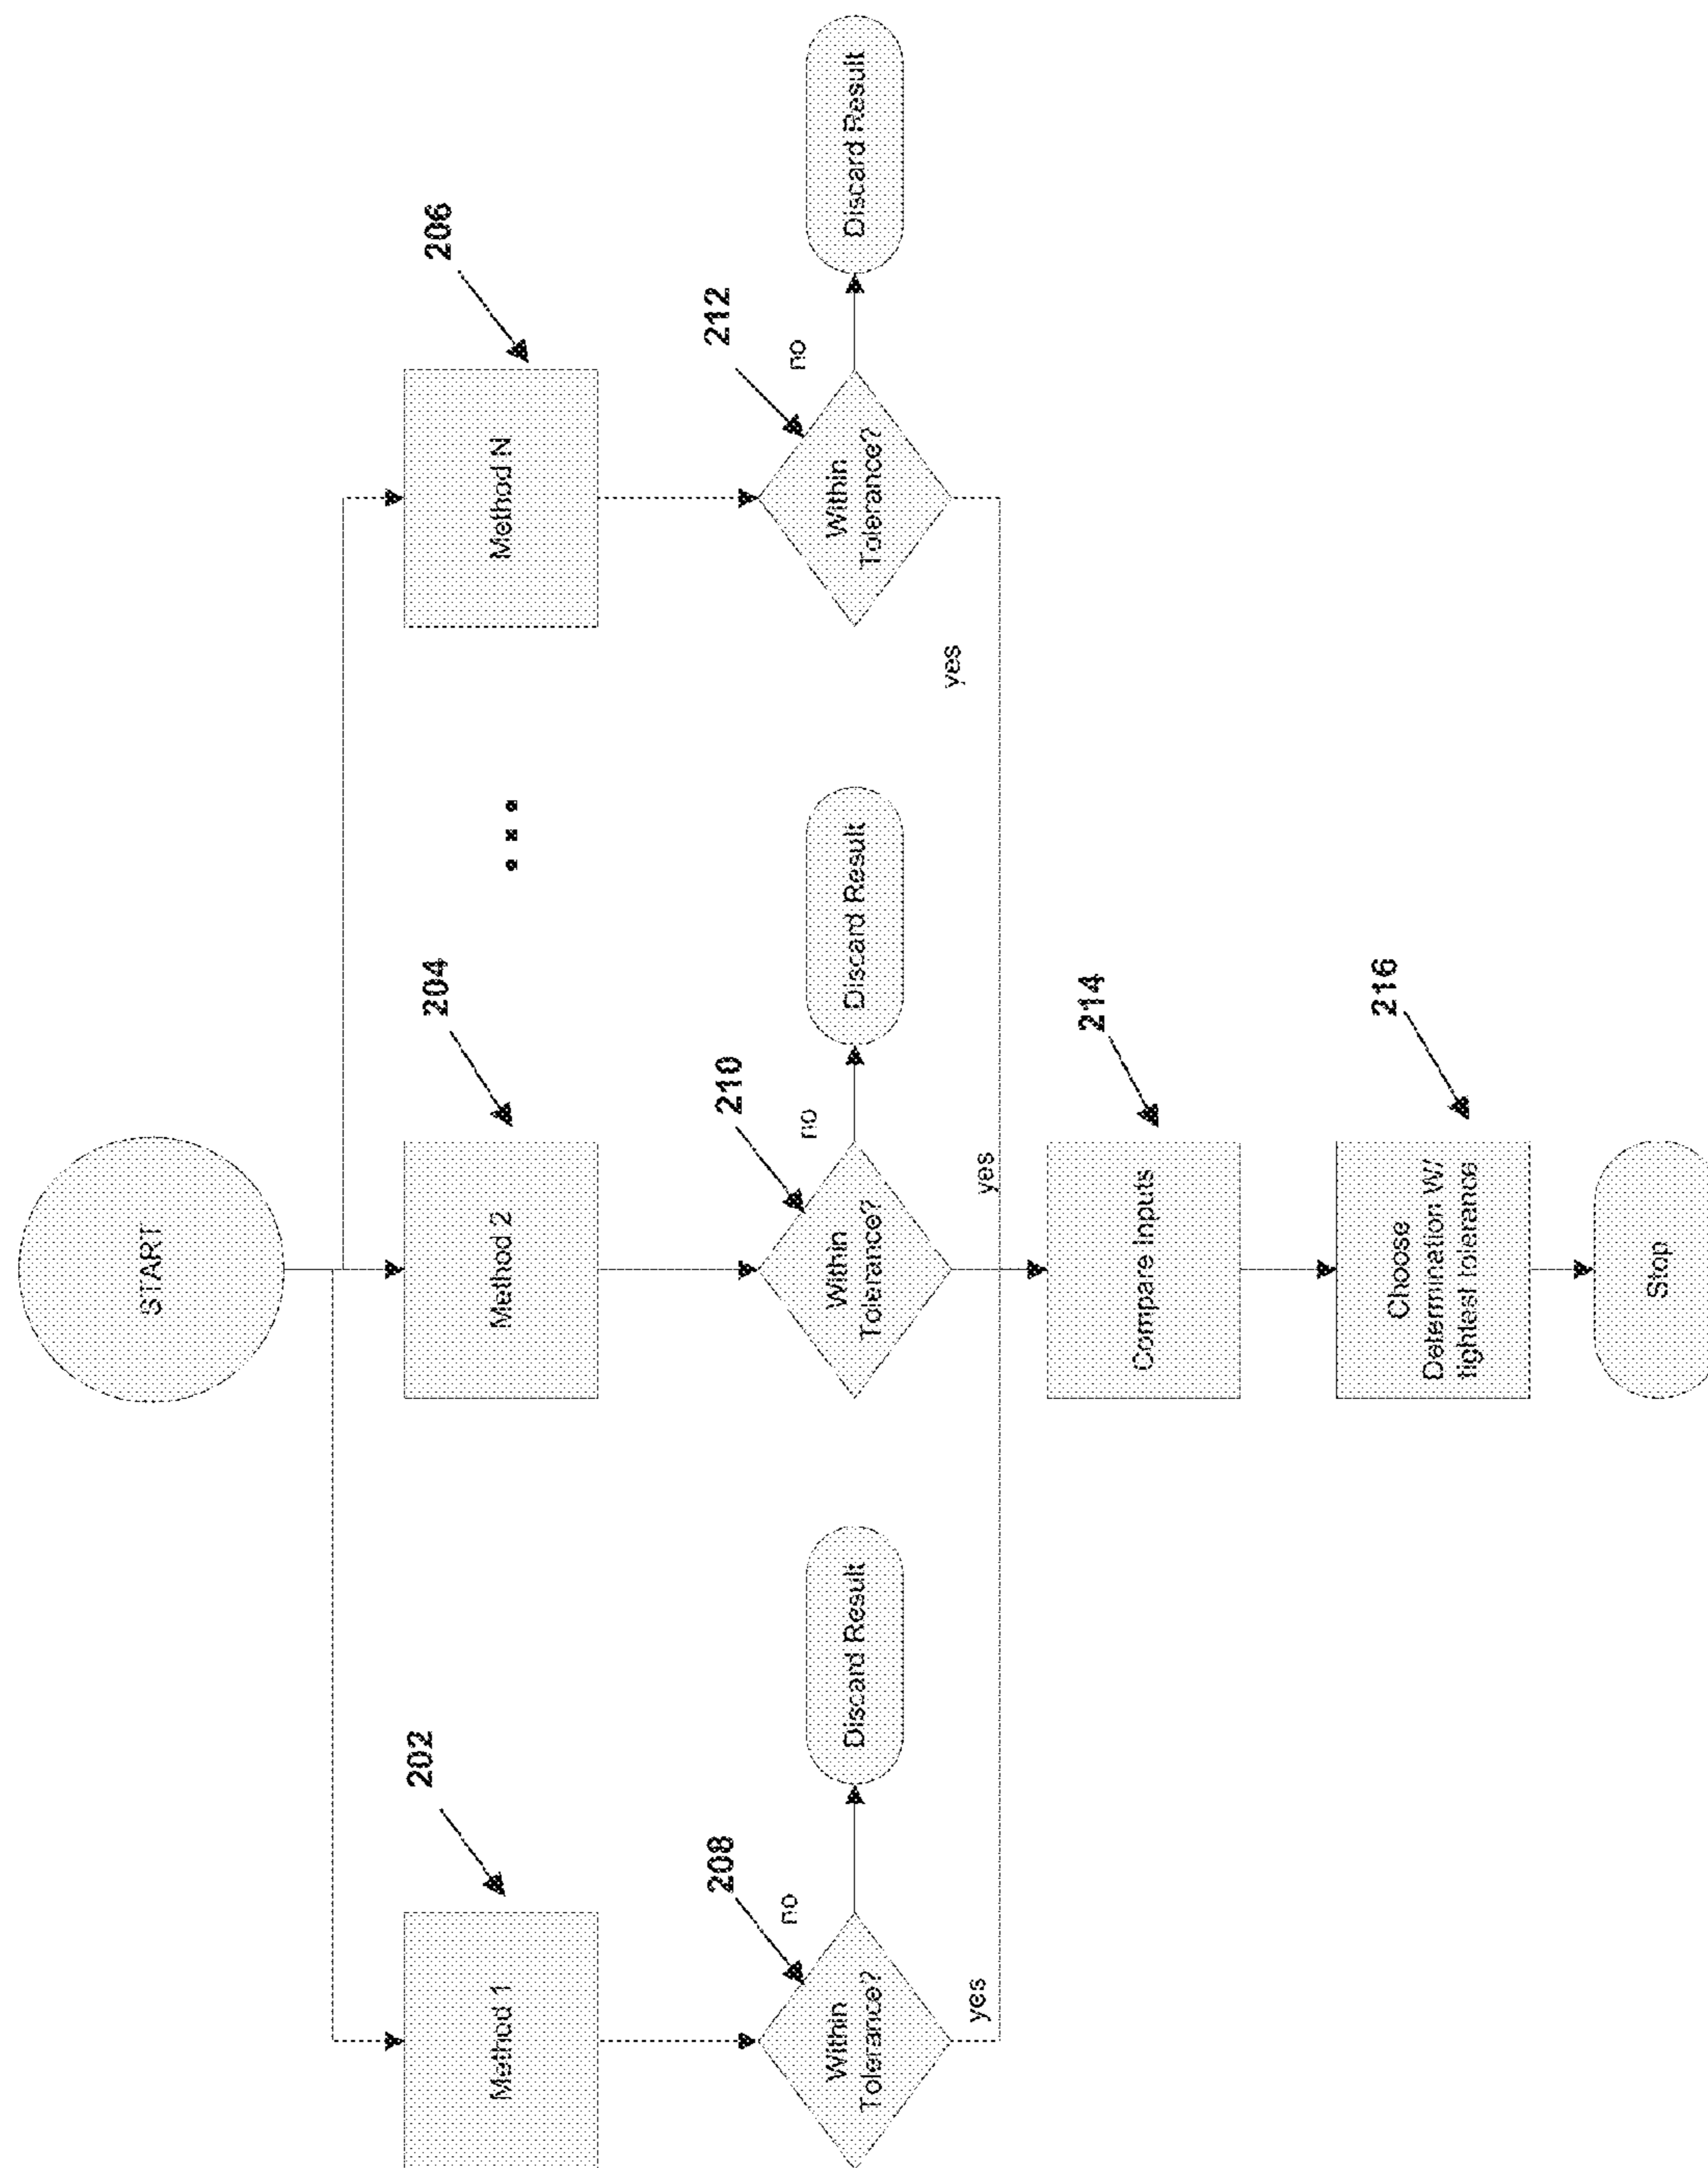 START
202
Method 1
204
Method 2
206
Method N
208
Within
Tolerance?
no
Discard Result
yes
210
Within
Tolerance?
no
Discard Result
yes
212
Within
Tolerance?
no
Discard Result
yes
214
Compare Inputs
216
Choose
Determination W/
tightest tolerance
Stop